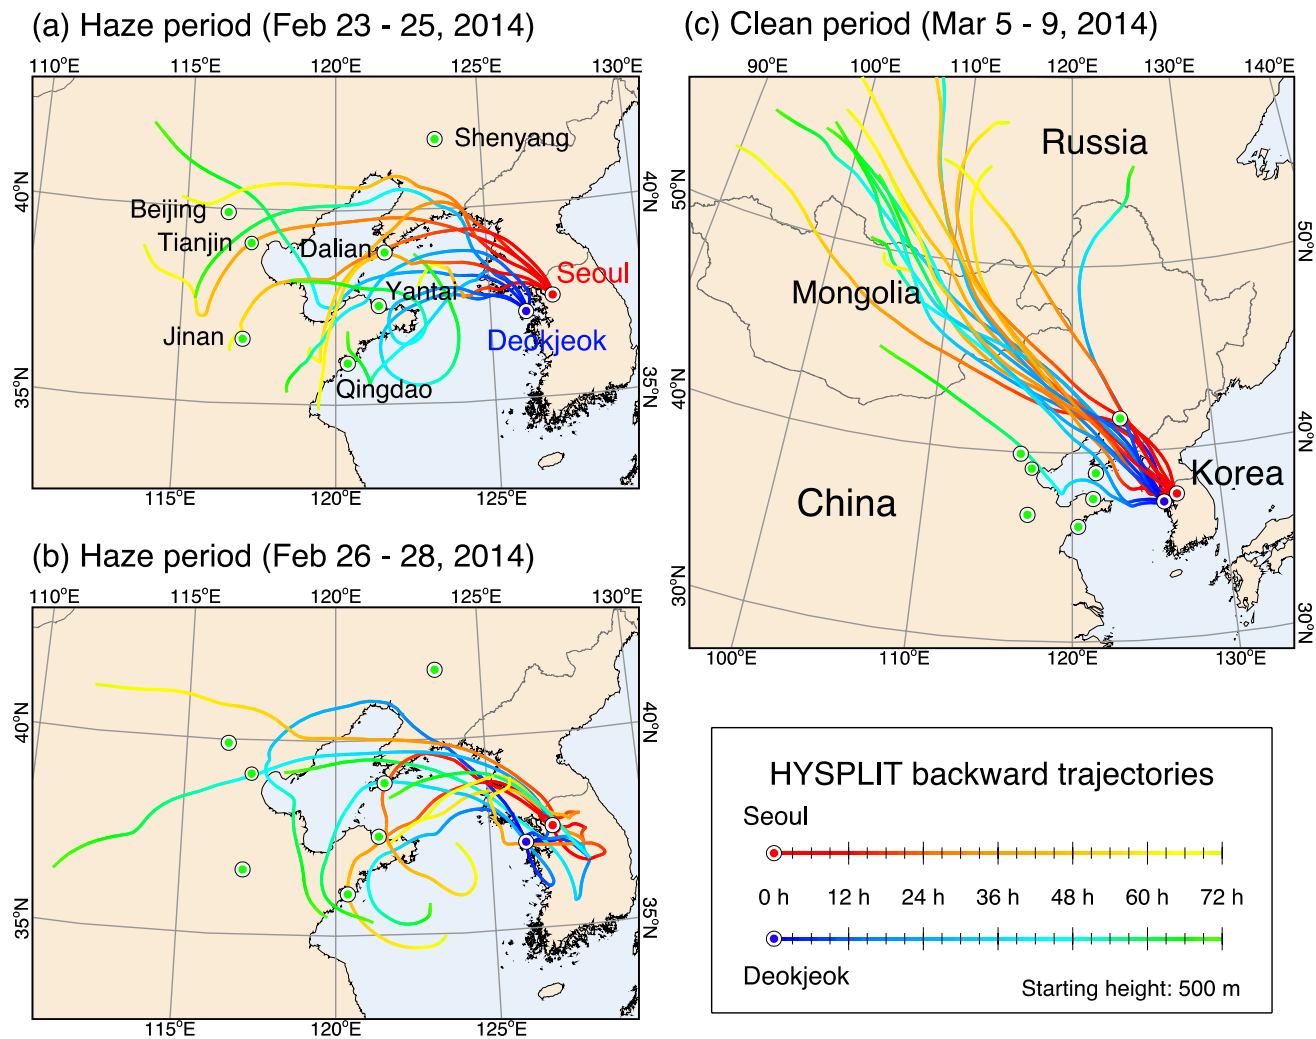 (a) Haze period (Feb 23 - 25, 2014)
110°E 115°E 120°E 125°E 130°E
40°N 40°N
35°N 35°N
Shenyang
Beijing
Tianjin
Dalian
Seoul
Yantai
Jinan
Deokjeok
Qingdao
115°E 120°E 125°E
(b) Haze period (Feb 26 - 28, 2014)
110°E 115°E 120°E 125°E 130°E
40°N 40°N
35°N 35°N
115°E 120°E 125°E
(c) Clean period (Mar 5 - 9, 2014)
90°E 100°E 110°E 120°E 130°E 140°E
50°N 50°N
40°N 40°N
30°N 30°N
Russia
Mongolia
Korea
China
100°E 110°E 120°E 130°E
HYSPLIT backward trajectories
Seoul
0 h 12 h 24 h 36 h 48 h 60 h 72 h
Deokjeok
Starting height: 500 m